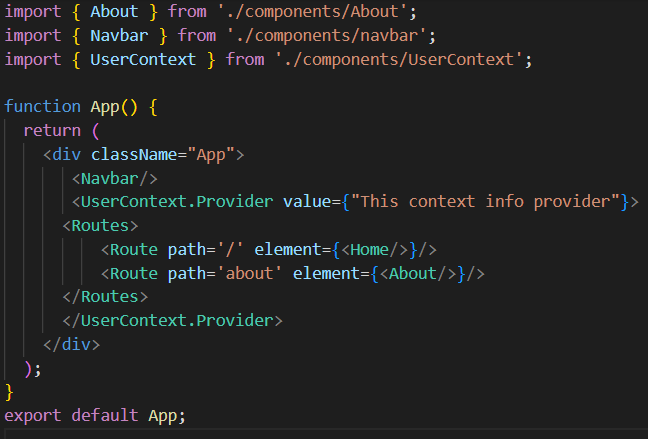 import { About } from './components/About';
import { Navbar } from './components/navbar';
import { UserContext } from './components/UserContext';
function App() {
return (
<div className="App">
<Navbar/>
<UserContext.Provider value={"This context info provider"}>
<Routes>
<Route path='/' element={<Home/>}/>
<Route path='about' element={<About/>}/>
</Routes>
</UserContext.Provider>
</div>
);
}
export default App;